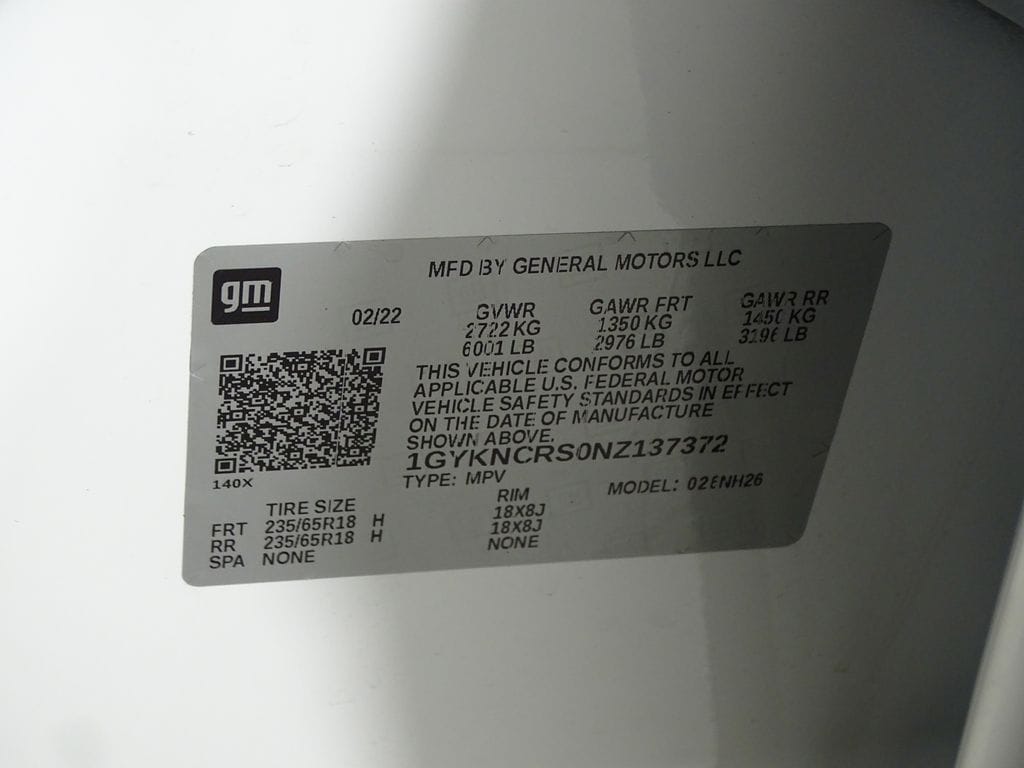 gm
MFD BY GENERAL MOTORS LLC
02/22
GVWR GAWR FRT GAWR RR
2722 KG 1350 KG 1450 KG
6001 LB 2976 LB 3196 LB
THIS VEHICLE CONFORMS TO ALL
APPLICABLE U.S. FEDERAL MOTOR
VEHICLE SAFETY STANDARDS IN EFFECT
ON THE DATE OF MANUFACTURE
SHOWN ABOVE.
1GYKNCRS0NZ137372
140X
TYPE: MPV MODEL:
TIRE SIZE RIM
FRT 235/65R18 H 18X8J
RR 235/65R18 H 18X8J
SPA NONE NONE